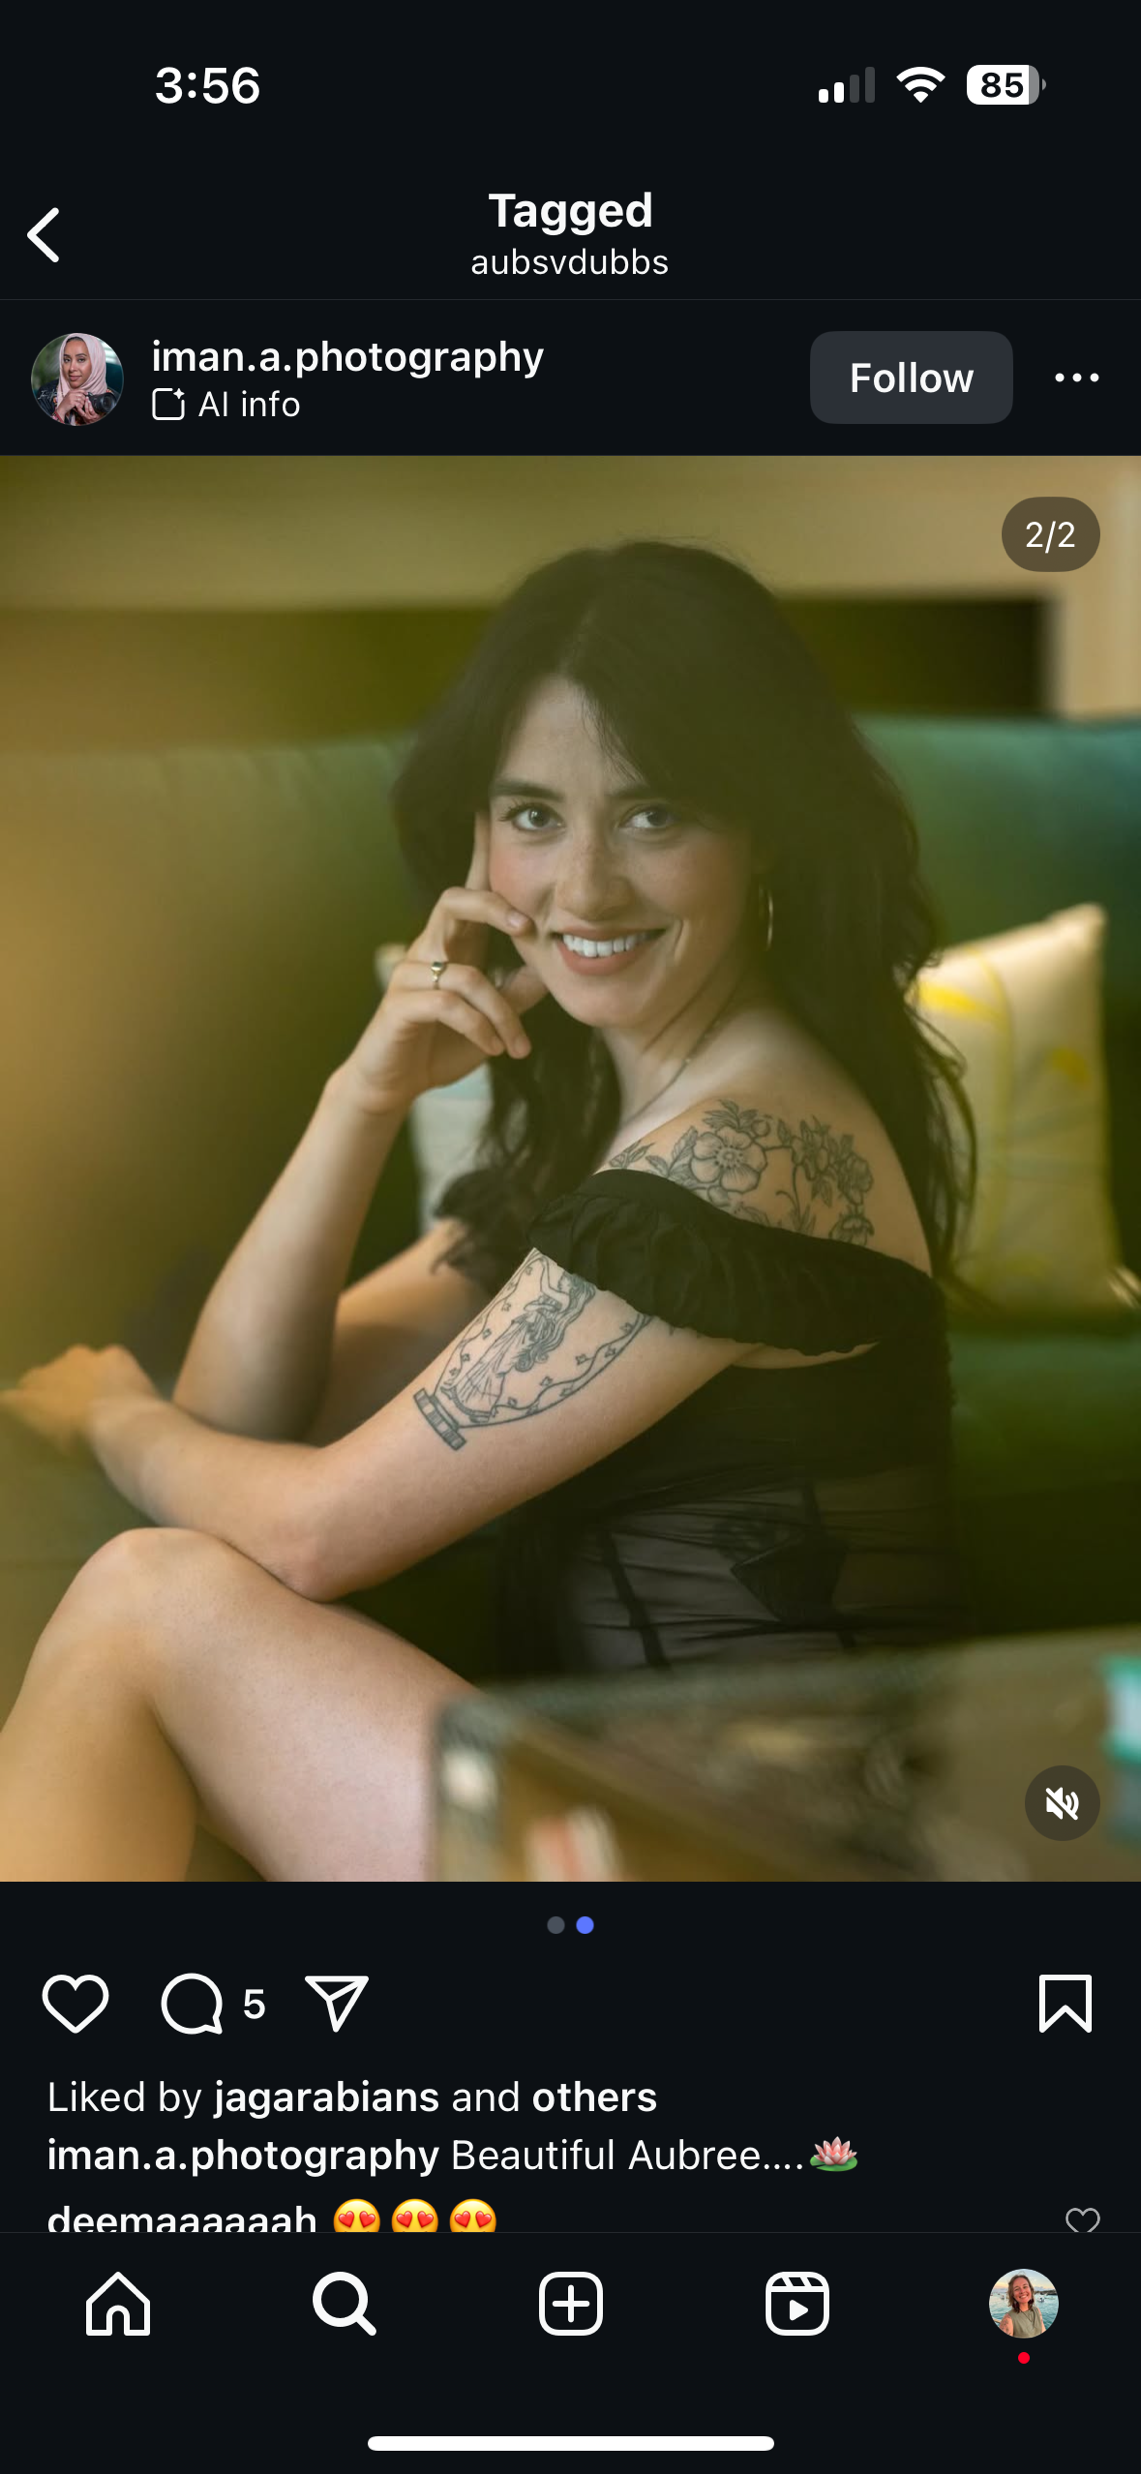 3:56
85
Tagged
aubsvdubbs
iman.a.photography
AI info
Follow
2/2
5
Liked by jagarabians and others
iman.a.photography Beautiful Aubree....🪷
deemaaaaaah 😍😍😍